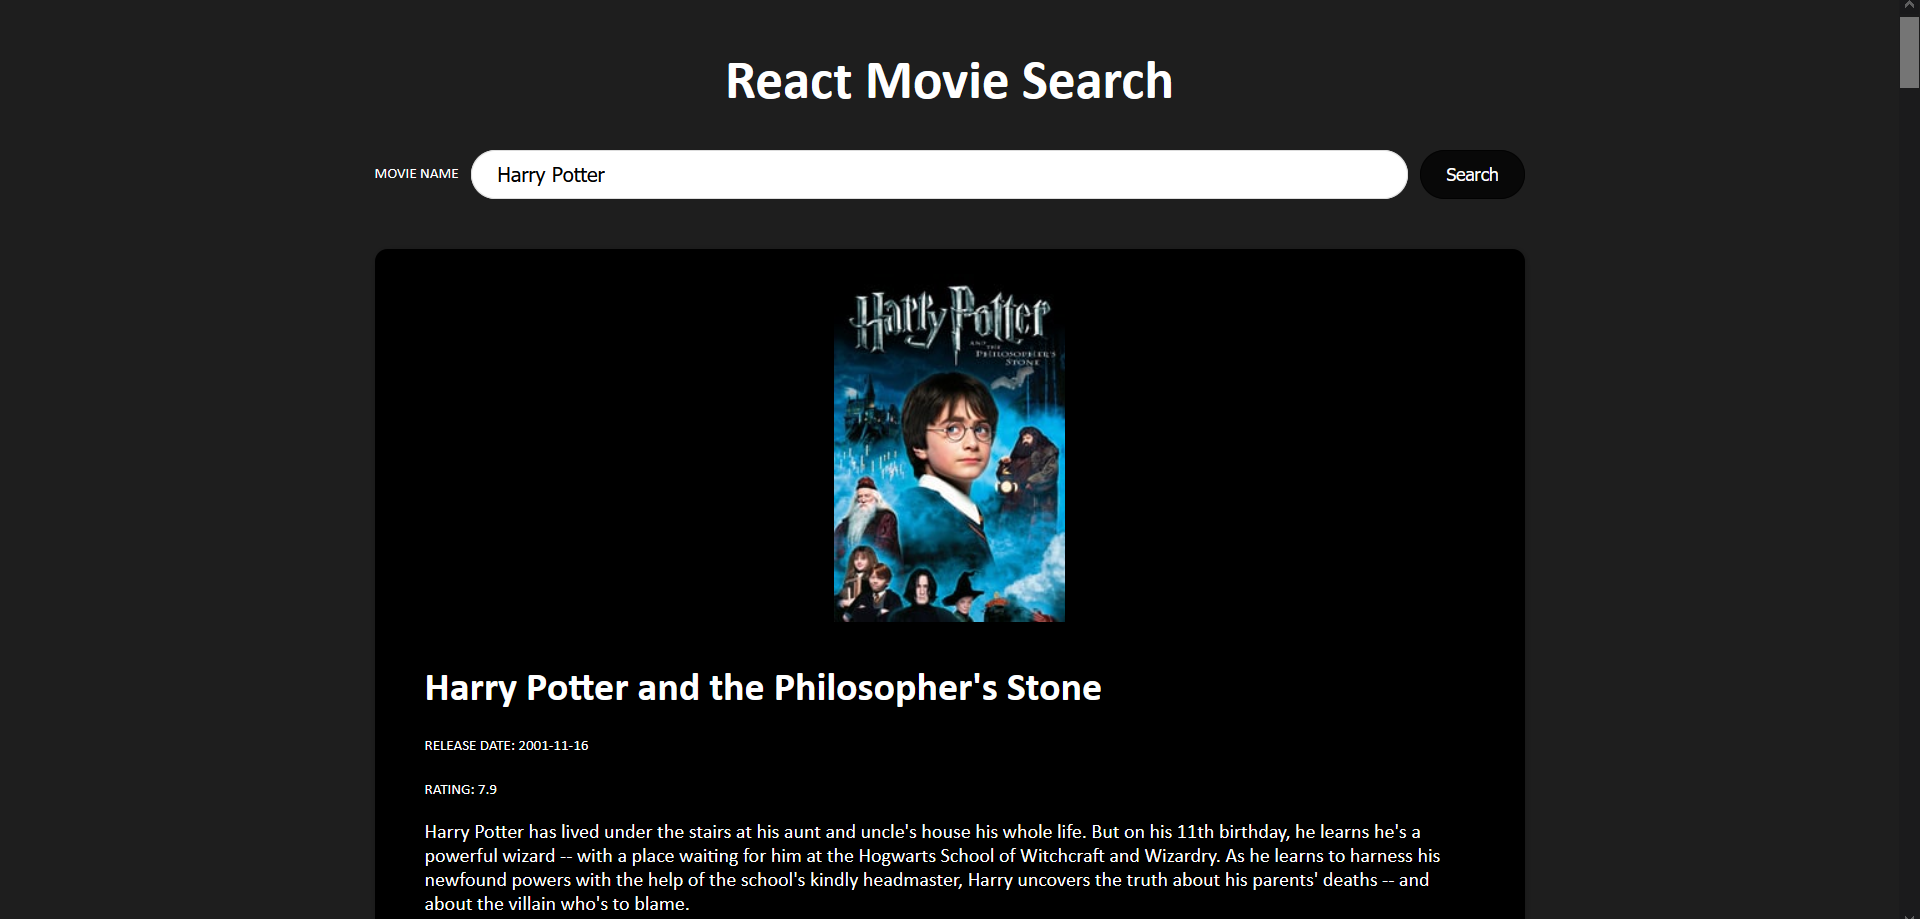 React Movie Search
MOVIE NAME
Harry Potter
Search
Harry Potter
AND THE
PHILOSOPHER'S
STONE
Harry Potter and the Philosopher's Stone
RELEASE DATE: 2001-11-16
RATING: 7.9
Harry Potter has lived under the stairs at his aunt and uncle's house his whole life. But on his 11th birthday, he learns he's a
powerful wizard -- with a place waiting for him at the Hogwarts School of Witchcraft and Wizardry. As he learns to harness his
newfound powers with the help of the school's kindly headmaster, Harry uncovers the truth about his parents' deaths -- and
about the villain who's to blame.